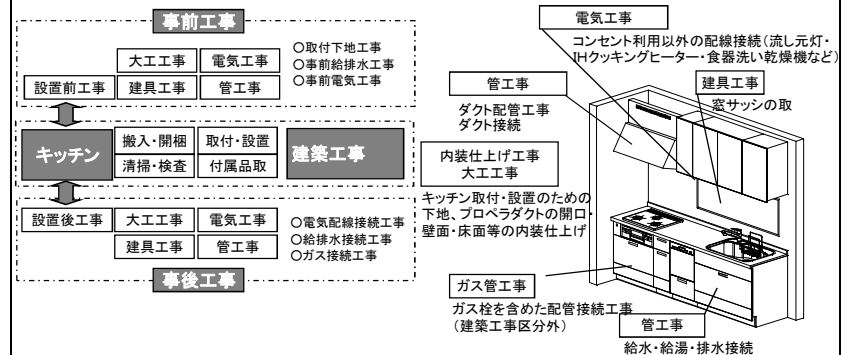 事前工事
大工工事 電気工事
設置前工事 建具工事 管工事
○取付下地工事
○事前給排水工事
○事前電気工事
キッチン
搬入・開梱 取付・設置
清掃・検査 付属品取
建築工事
設置後工事 大工工事 電気工事
建具工事 管工事
○電気配線接続工事
○給排水接続工事
○ガス接続工事
事後工事
電気工事
コンセント利用以外の配線接続(流し元灯・
IHクッキングヒーター・食器洗い乾燥機など)
管工事
ダクト配管工事
ダクト接続
建具工事
窓サッシの取
内装仕上げ工事
大工工事
キッチン取付・設置のための
下地、プロペラダクトの開口・
壁面・床面等の内装仕上げ
ガス管工事
ガス栓を含めた配管接続工事
(建築工事区分外)
管工事
給水・給湯・排水接続